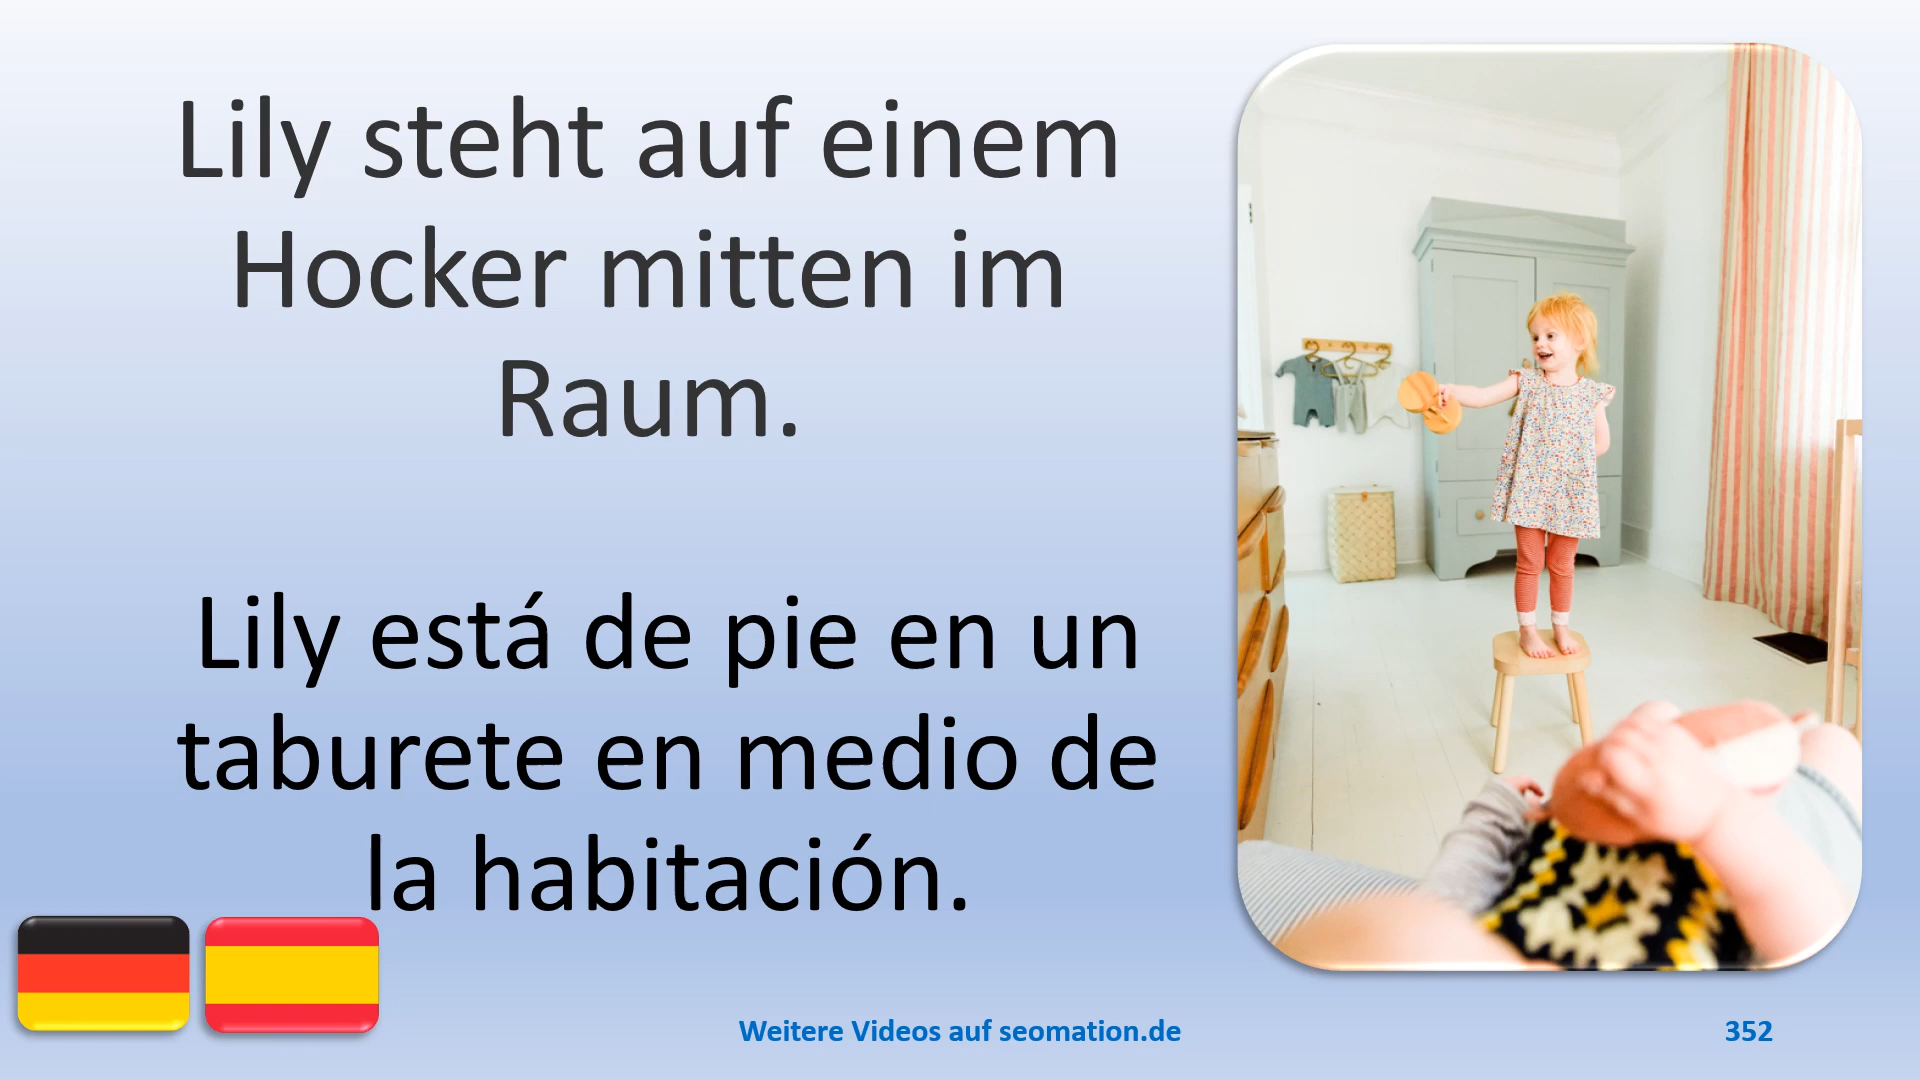 Lily steht auf einem
Hocker mitten im
Raum.
Lily está de pie en un
taburete en medio de
la habitación.
Weitere Videos auf seomation.de
352